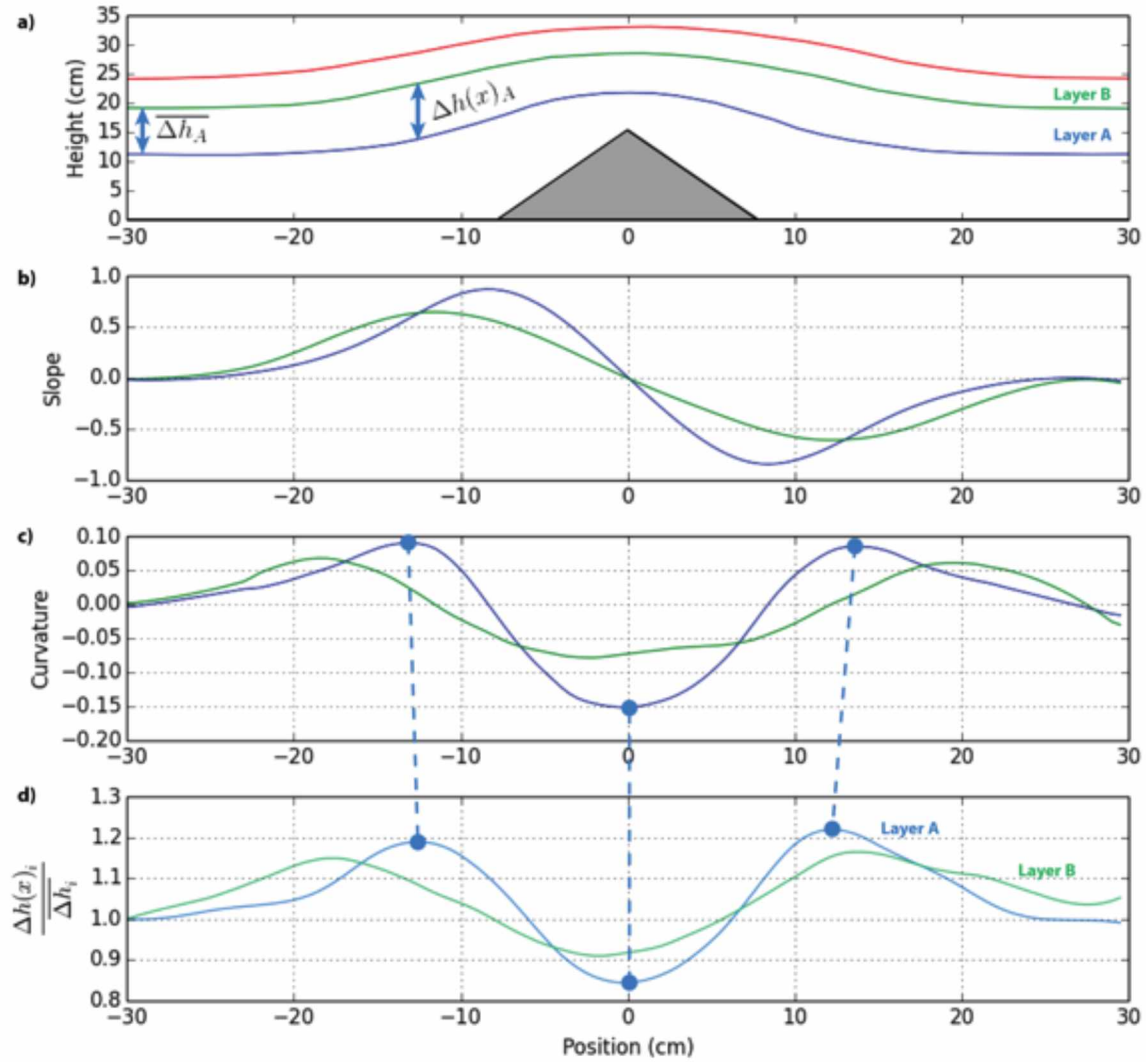 a)
Height (cm)
35
30
25
20
15
10
5
0
Δh_A
Δh(x)_A
Layer B
Layer A
−30 −20 −10 0 10 20 30
b)
Slope
1.0
0.5
0.0
−0.5
−1.0
−30 −20 −10 0 10 20 30
c)
Curvature
0.10
0.05
0.00
−0.05
−0.10
−0.15
−0.20
−30 −20 −10 0 10 20 30
d)
Δh(x)_i
Δh_i
1.3
1.2
1.1
1.0
0.9
0.8
Layer A
Layer B
−30 −20 −10 0 10 20 30
Position (cm)